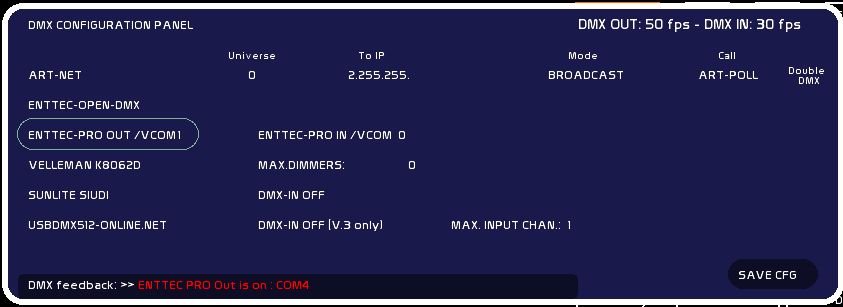 DMX CONFIGURATION PANEL DMX OUT: 50 fps - DMX IN: 30 fps
Universe To IP Mode Call
ART-NET 0 2.255.255. BROADCAST ART-POLL Double
DMX
ENTTEC-OPEN-DMX
ENTTEC-PRO OUT /VCOM1 ENTTEC-PRO IN /VCOM 0
VELLEMAN K8062D MAX.DIMMERS: 0
SUNLITE SIUDI DMX-IN OFF
USBDMX512-ONLINE.NET DMX-IN OFF (V.3 only) MAX. INPUT CHAN.: 1
SAVE CFG
DMX feedback: >> ENTTEC PRO Out is on : COM4